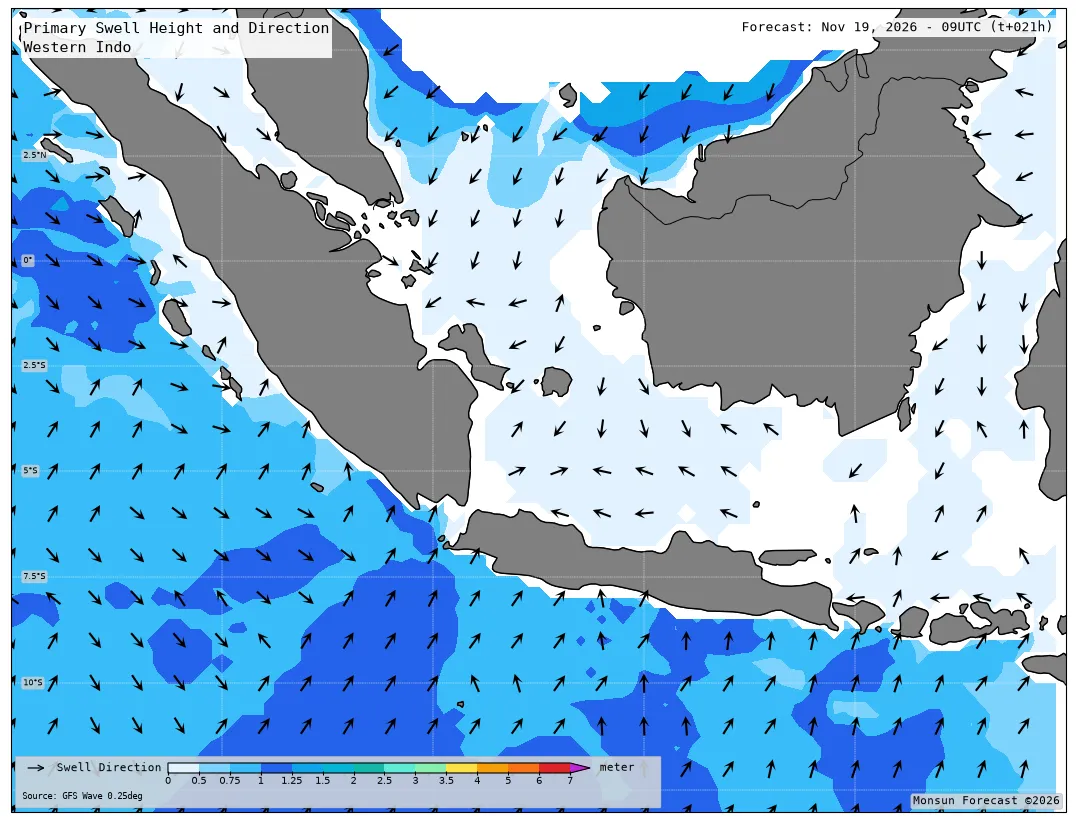 Primary Swell Height and Direction
Western Indo
Forecast: Nov 19, 2026 - 09UTC (t+021h)
2.5°N
0°
2.5°S
5°S
7.5°S
10°S
Swell Direction
0 0.5 0.75 1 1.25 1.5 2 2.5 3 3.5 4 5 6 7
meter
Source: GFS Wave 0.25deg
Monsun Forecast ©2026